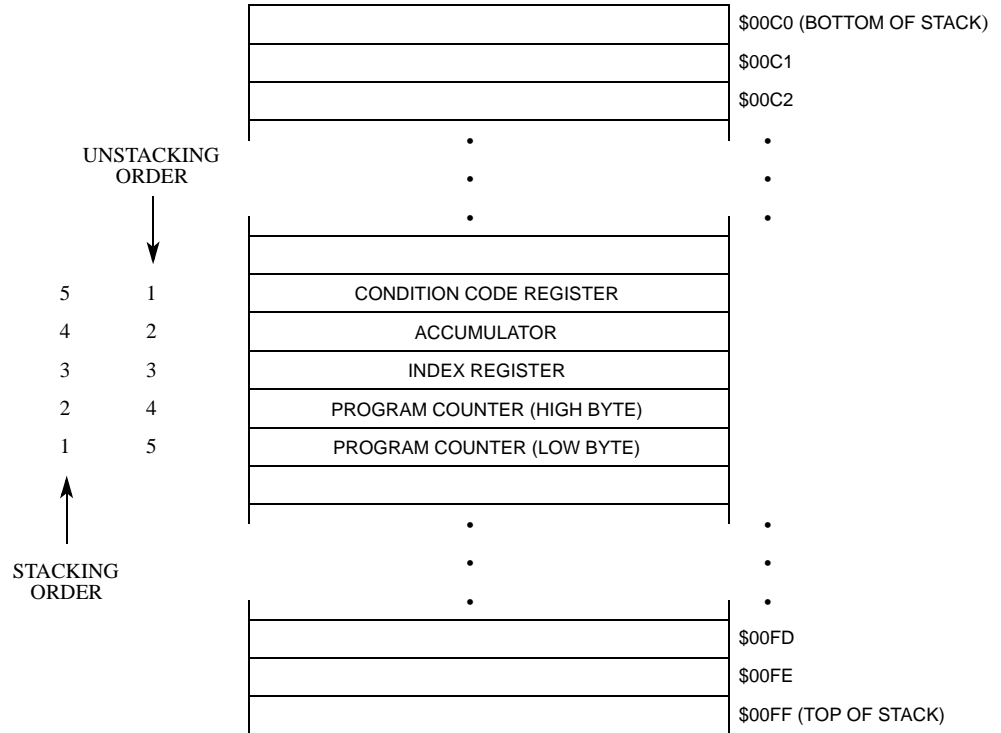 $00C0 (BOTTOM OF STACK)
$00C1
$00C2
UNSTACKING
ORDER
5 1 CONDITION CODE REGISTER
4 2 ACCUMULATOR
3 3 INDEX REGISTER
2 4 PROGRAM COUNTER (HIGH BYTE)
1 5 PROGRAM COUNTER (LOW BYTE)
STACKING
ORDER
$00FD
$00FE
$00FF (TOP OF STACK)